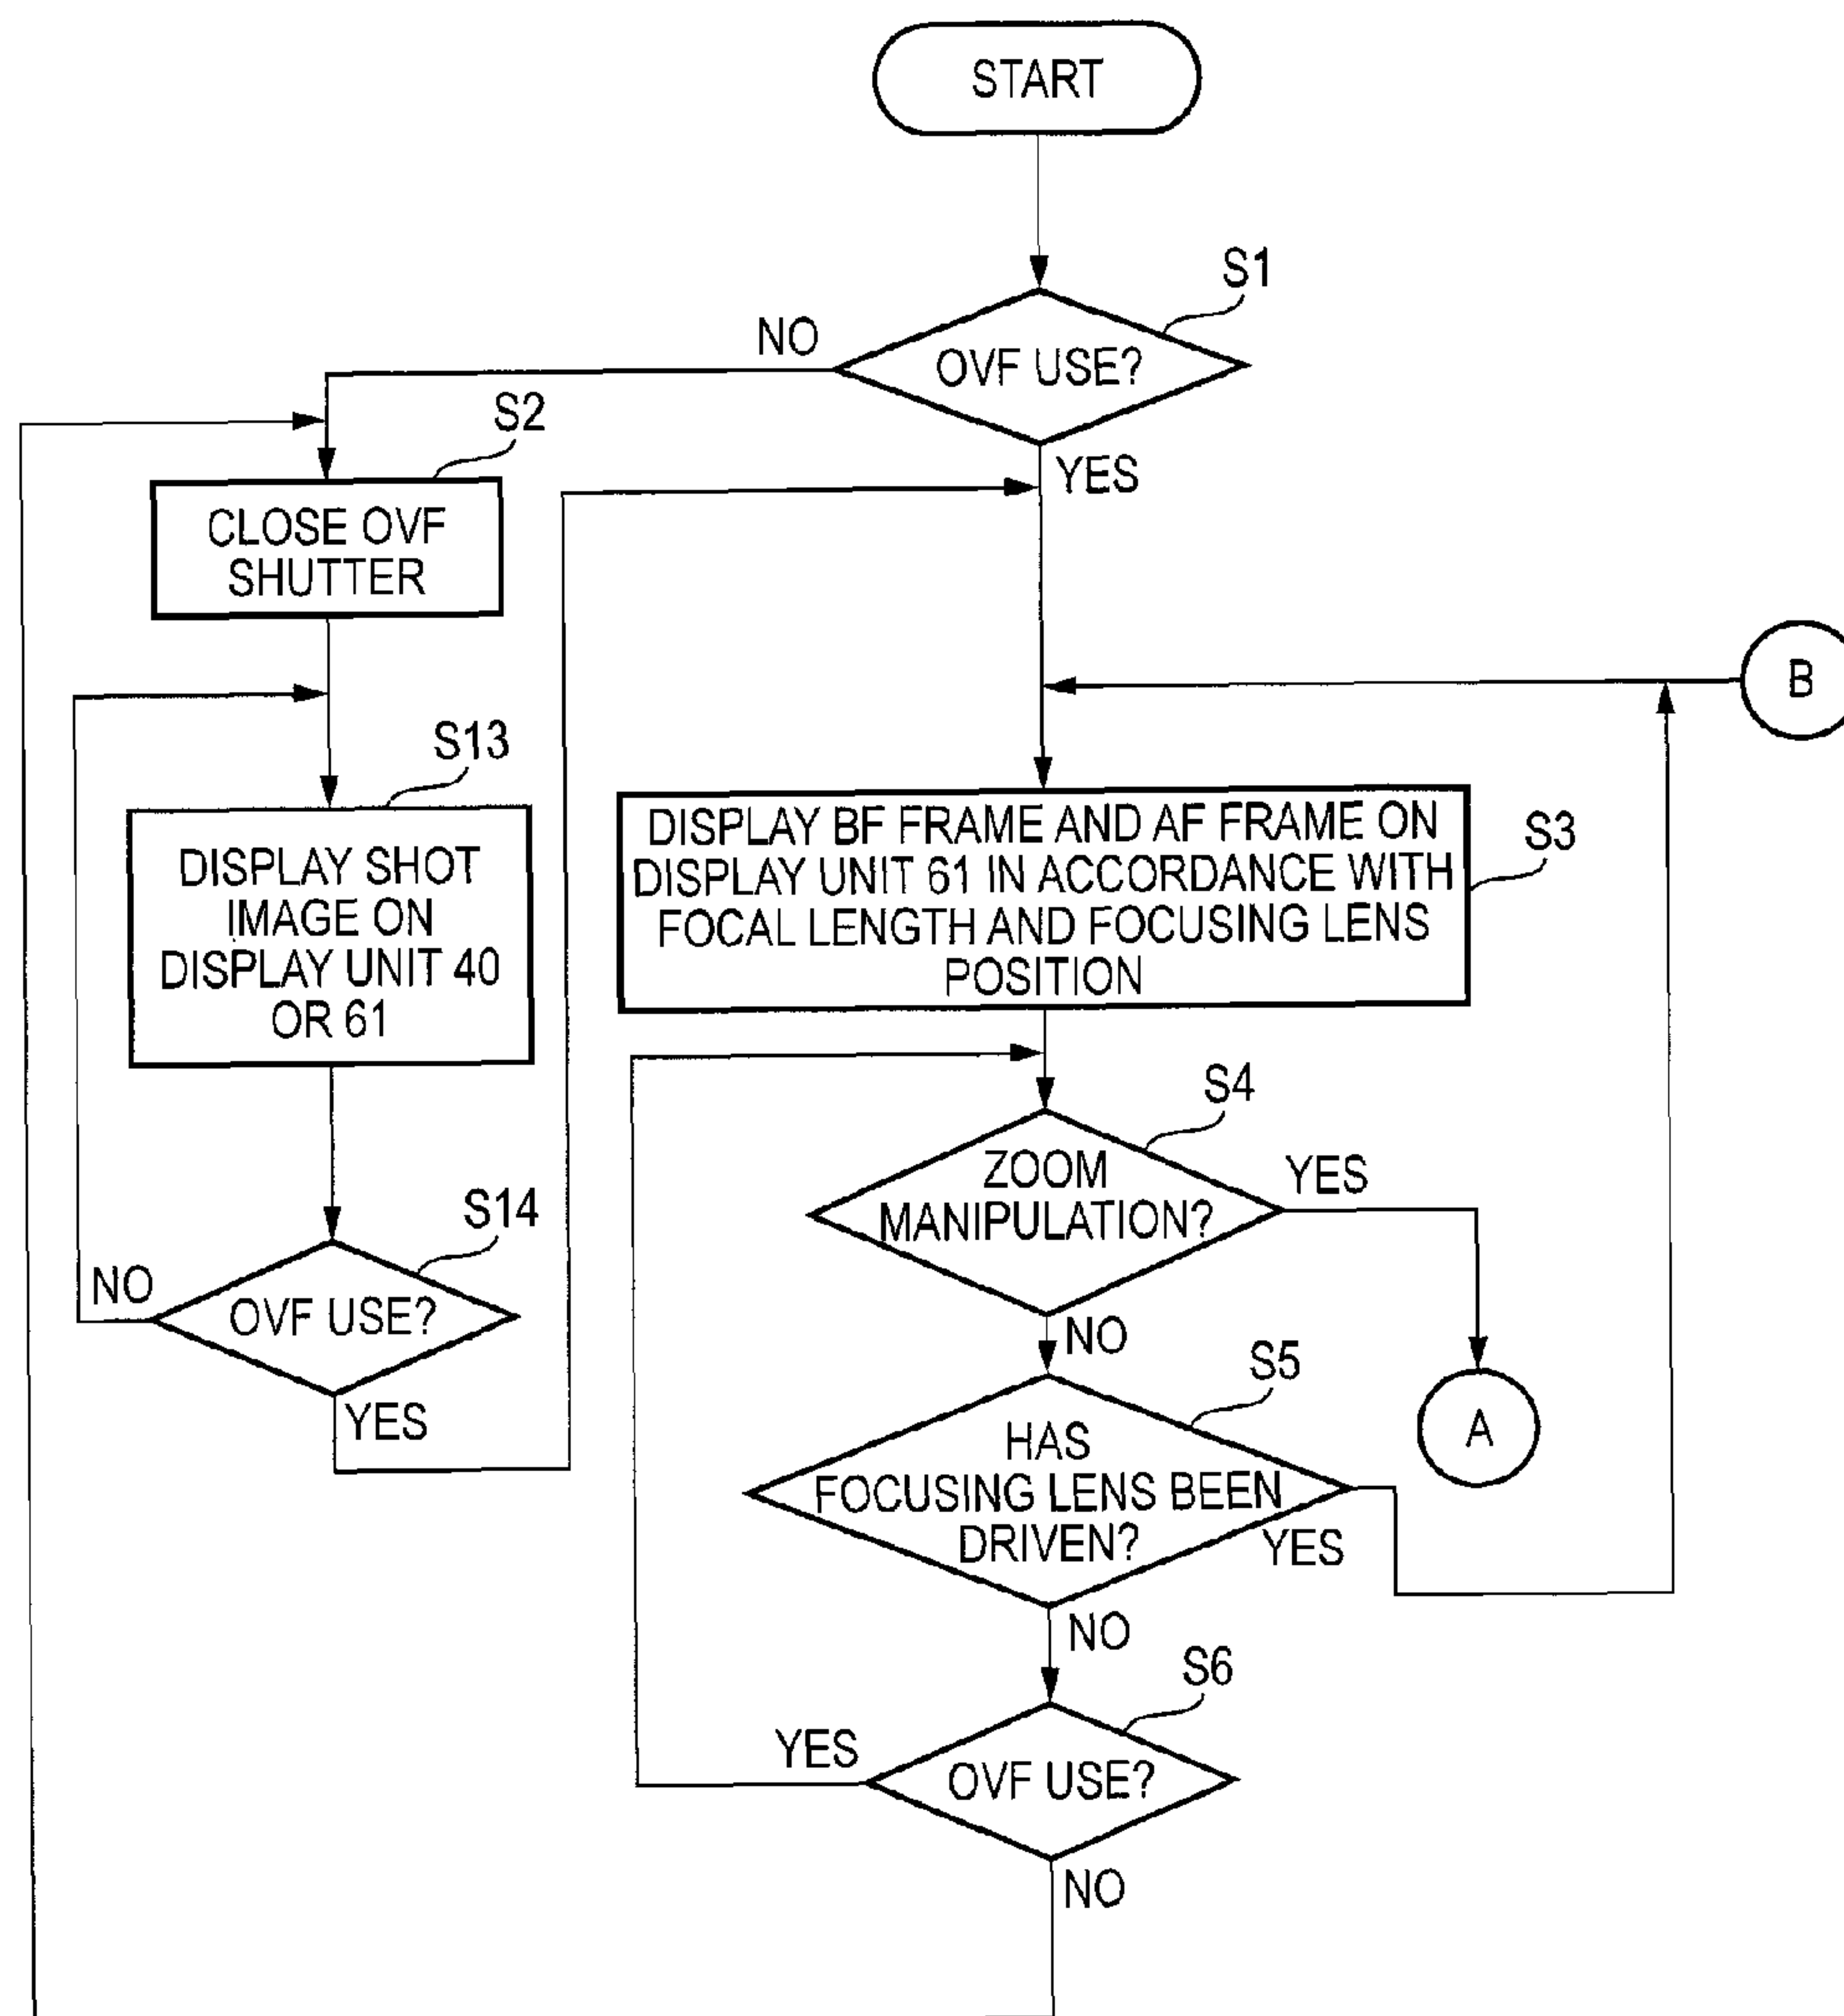 START
S1
OVF USE?
NO
YES
S2
CLOSE OVF
SHUTTER
B
S13
DISPLAY SHOT
IMAGE ON
DISPLAY UNIT 40
OR 61
S3
DISPLAY BF FRAME AND AF FRAME ON
DISPLAY UNIT 61 IN ACCORDANCE WITH
FOCAL LENGTH AND FOCUSING LENS
POSITION
S4
ZOOM
MANIPULATION?
YES
NO
S14
OVF USE?
NO
YES
A
S5
HAS
FOCUSING LENS BEEN
DRIVEN?
YES
NO
S6
OVF USE?
YES
NO